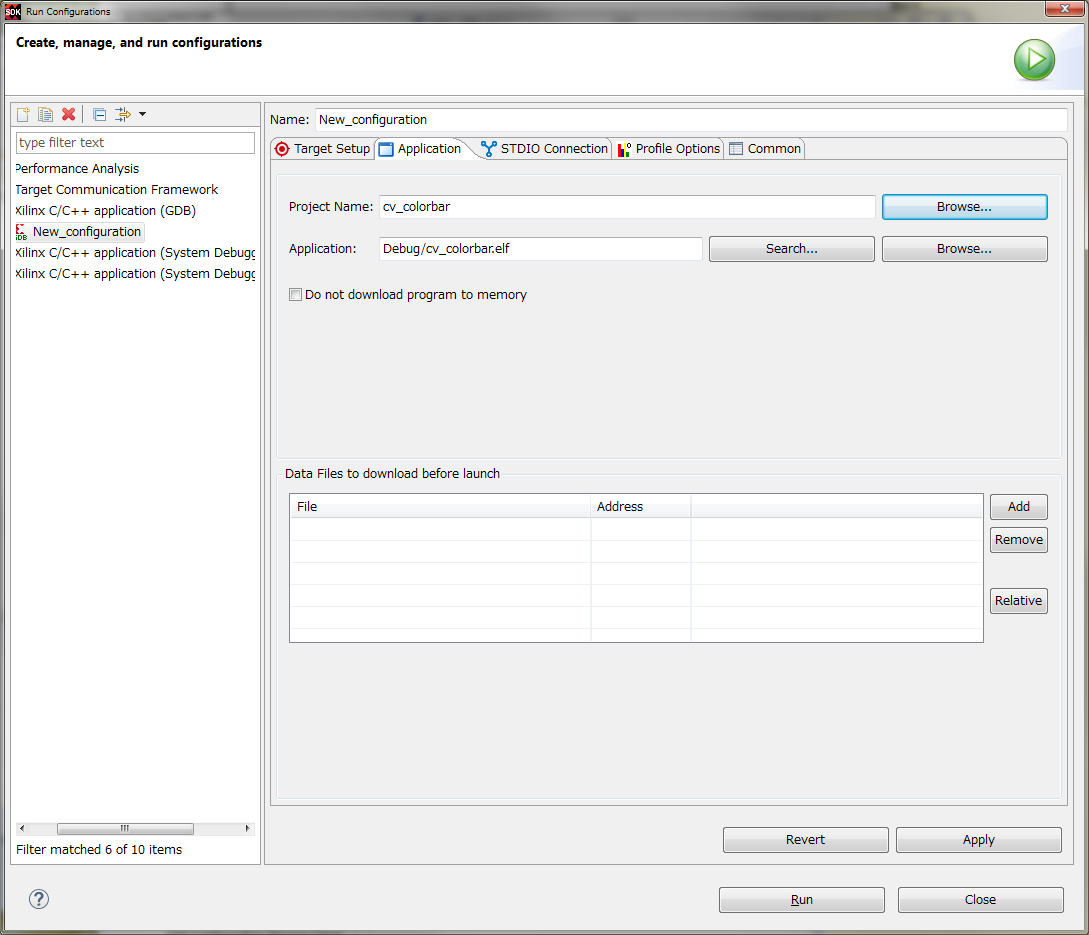 SDK Run Configurations
Create, manage, and run configurations
type filter text
Performance Analysis
Target Communication Framework
Xilinx C/C++ application (GDB)
New_configuration
Xilinx C/C++ application (System Debugg
Xilinx C/C++ application (System Debugg
Filter matched 6 of 10 items
Name: New_configuration
Target Setup Application STDIO Connection Profile Options Common
Project Name: cv_colorbar Browse...
Application: Debug/cv_colorbar.elf Search... Browse...
Do not download program to memory
Data Files to download before launch
File Address
Add
Remove
Relative
Revert Apply
? Run Close